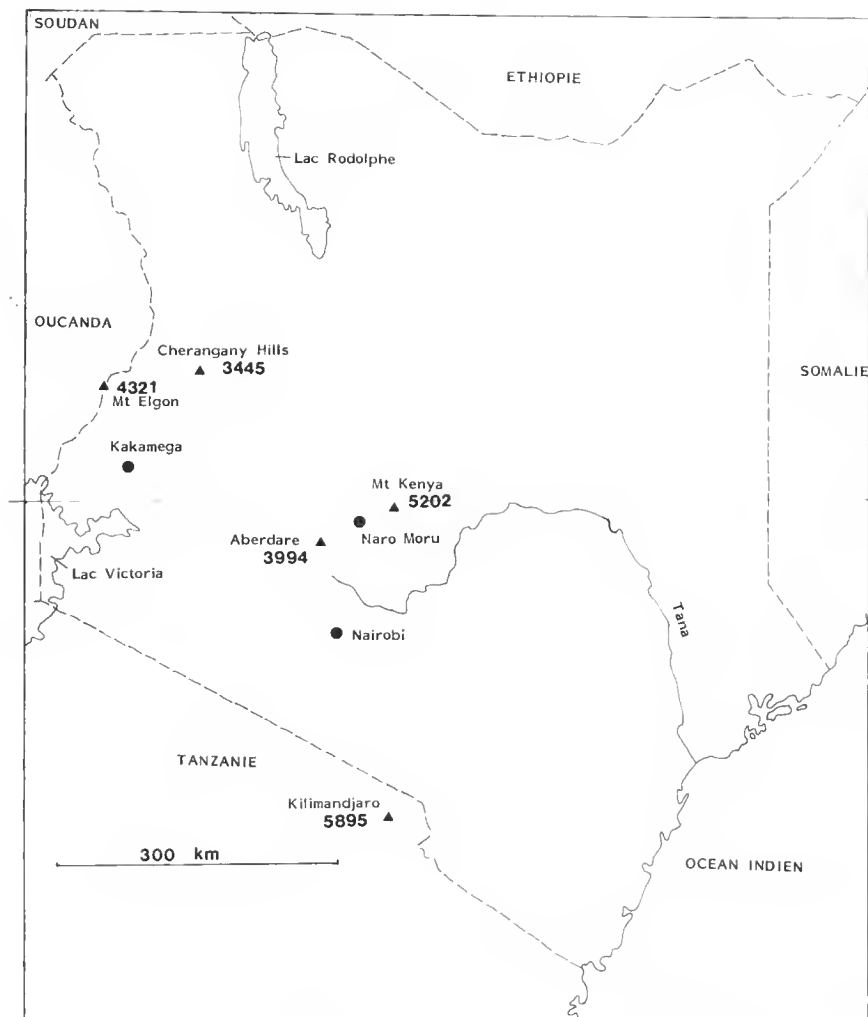 SOUDAN
ETHIOPIE
Lac Rodolphe
OUCANDA
Cherangany Hills
3445
SOMALIE
4321
Mt Elgon
Kakamega
Mt Kenya
5202
Aberdare
3994
Naro Moru
Lac Victoria
Tana
Nairobi
TANZANIE
Kilimandjaro
5895
300 km
OCEAN INDIEN